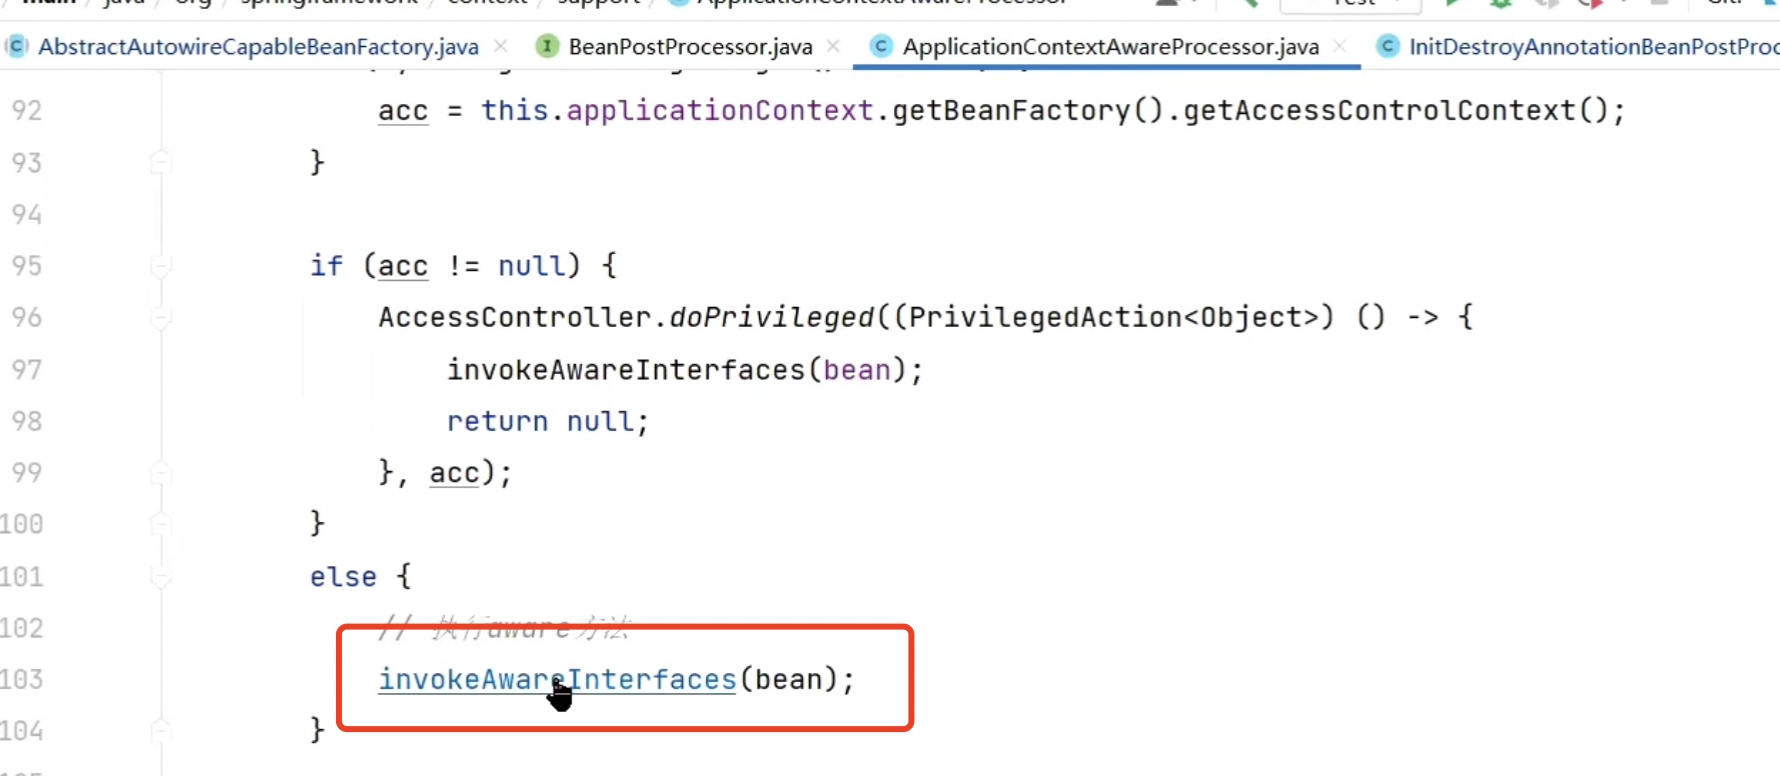 main / java / org / springframework / context / support / ApplicationContextAwareProcessor Test Git:
AbstractAutowireCapableBeanFactory.java BeanPostProcessor.java ApplicationContextAwareProcessor.java InitDestroyAnnotationBeanPostProc
92 acc = this.applicationContext.getBeanFactory().getAccessControlContext();
93 }
94
95 if (acc != null) {
96 AccessController.doPrivileged((PrivilegedAction<Object>) () -> {
97 invokeAwareInterfaces(bean);
98 return null;
99 }, acc);
100 }
101 else {
102 // 执行aware方法
103 invokeAwareInterfaces(bean);
104 }